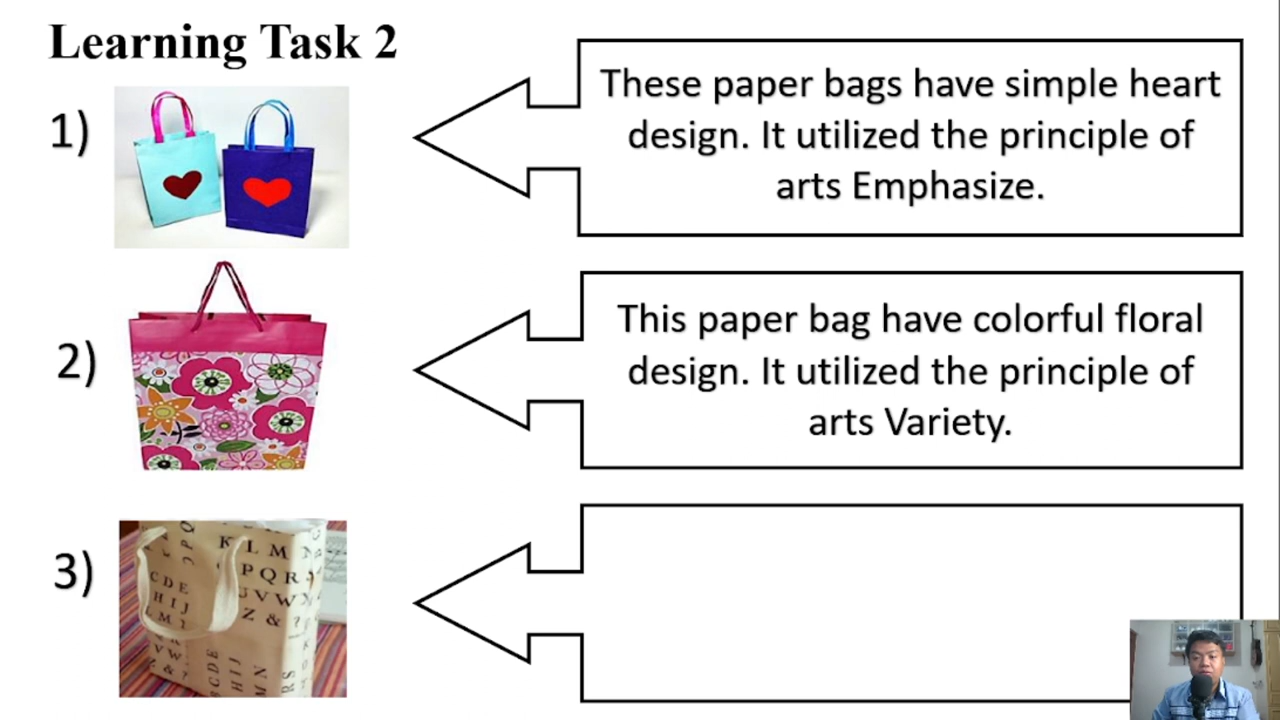 Learning Task 2
1)
These paper bags have simple heart
design. It utilized the principle of
arts Emphasize.
2)
This paper bag have colorful floral
design. It utilized the principle of
arts Variety.
3)
K L M
P Q R S
U V W
Z & ?
C D E
H I J
L M
V W
Z & ?
C D E
H I J
M N
R S